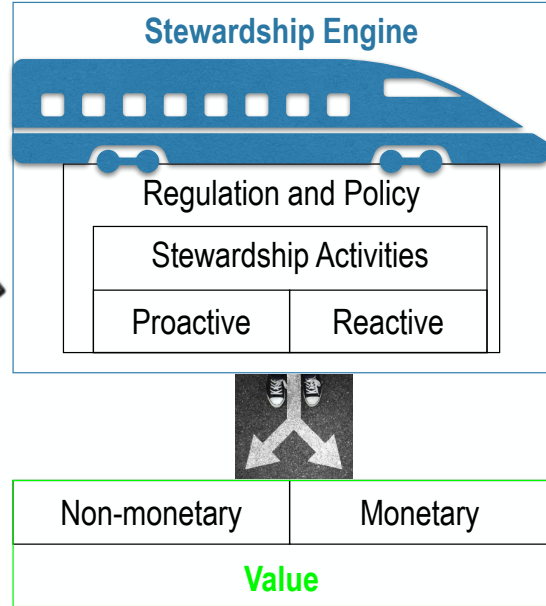 Stewardship Engine
Regulation and Policy
Stewardship Activities
Proactive
Reactive
Non-monetary
Monetary
Value